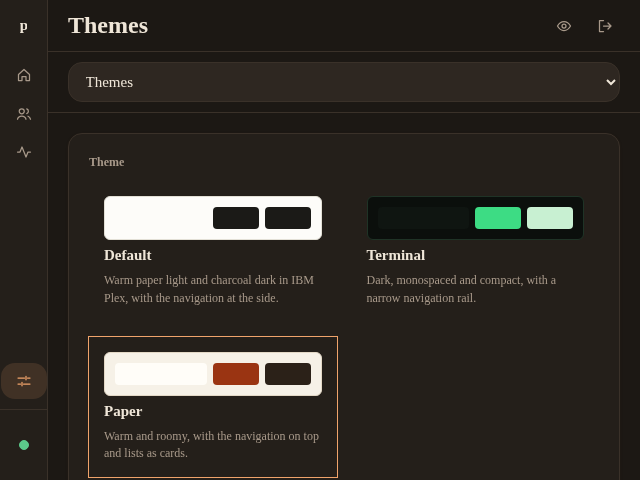 p
Themes
Themes
Theme
Default
Warm paper light and charcoal dark in IBM
Plex, with the navigation at the side.
Terminal
Dark, monospaced and compact, with a
narrow navigation rail.
Paper
Warm and roomy, with the navigation on top
and lists as cards.